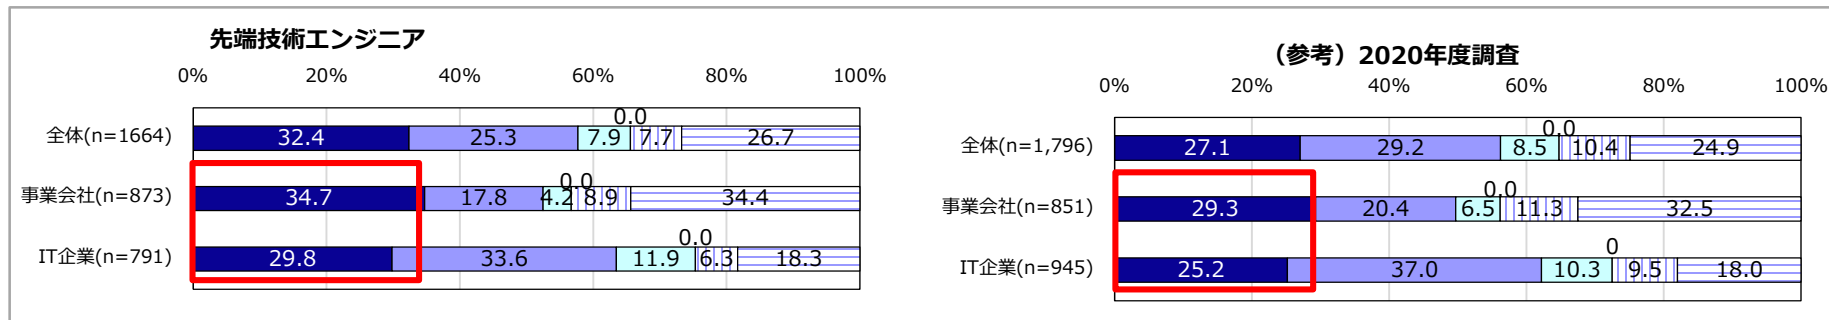 先端技術エンジニア
0% 20% 40% 60% 80% 100%
0.0
全体(n=1664) 32.4 25.3 7.9 7.7 26.7
0.0
事業会社(n=873) 34.7 17.8 4.2 8.9 34.4
0.0
IT企業(n=791) 29.8 33.6 11.9 6.3 18.3
（参考）2020年度調査
0% 20% 40% 60% 80% 100%
0.0
全体(n=1,796) 27.1 29.2 8.5 10.4 24.9
0.0
事業会社(n=851) 29.3 20.4 6.5 11.3 32.5
0
IT企業(n=945) 25.2 37.0 10.3 9.5 18.0